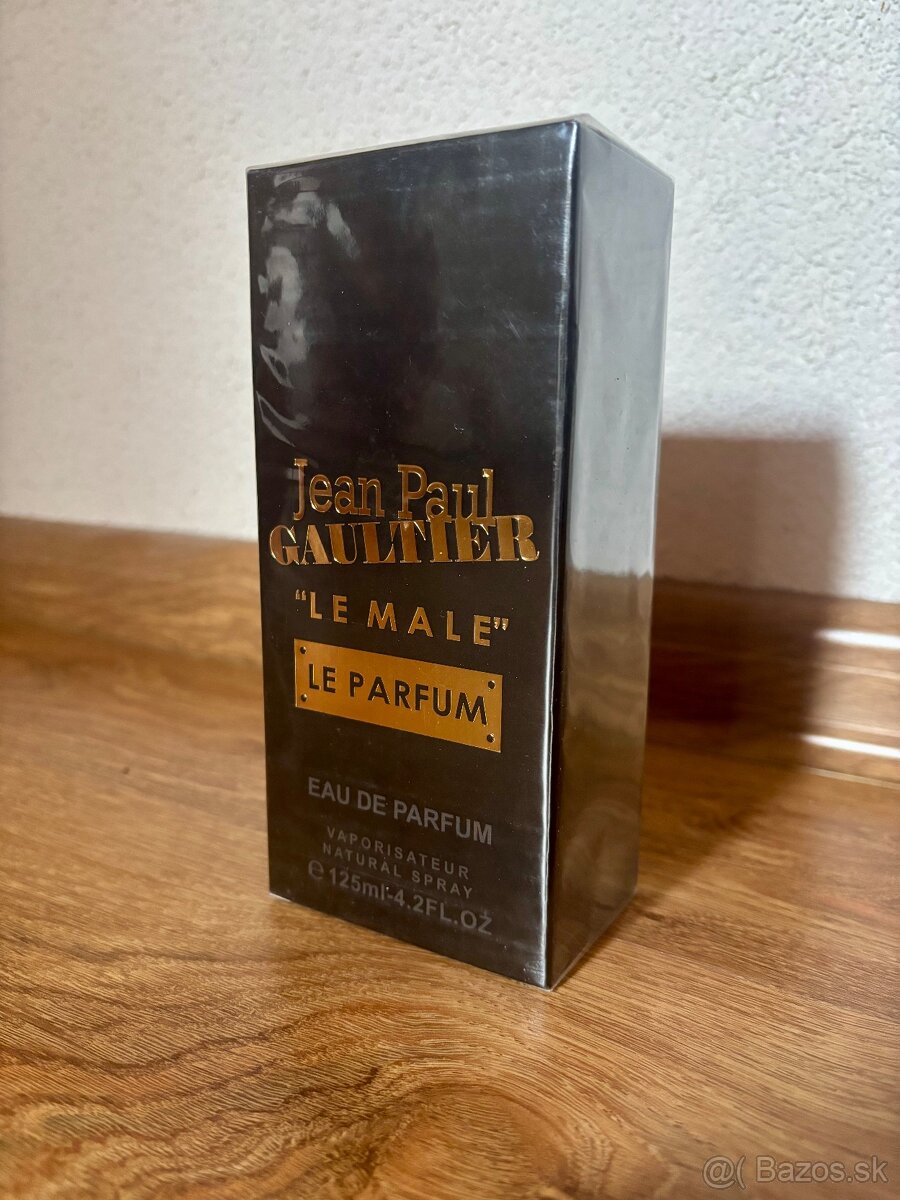 Jean Paul
GAULTIER
"LE MALE"
LE PARFUM
EAU DE PARFUM
VAPORISATEUR
NATURAL SPRAY
℮125ml-4.2FL.OZ
@( Bazos.sk